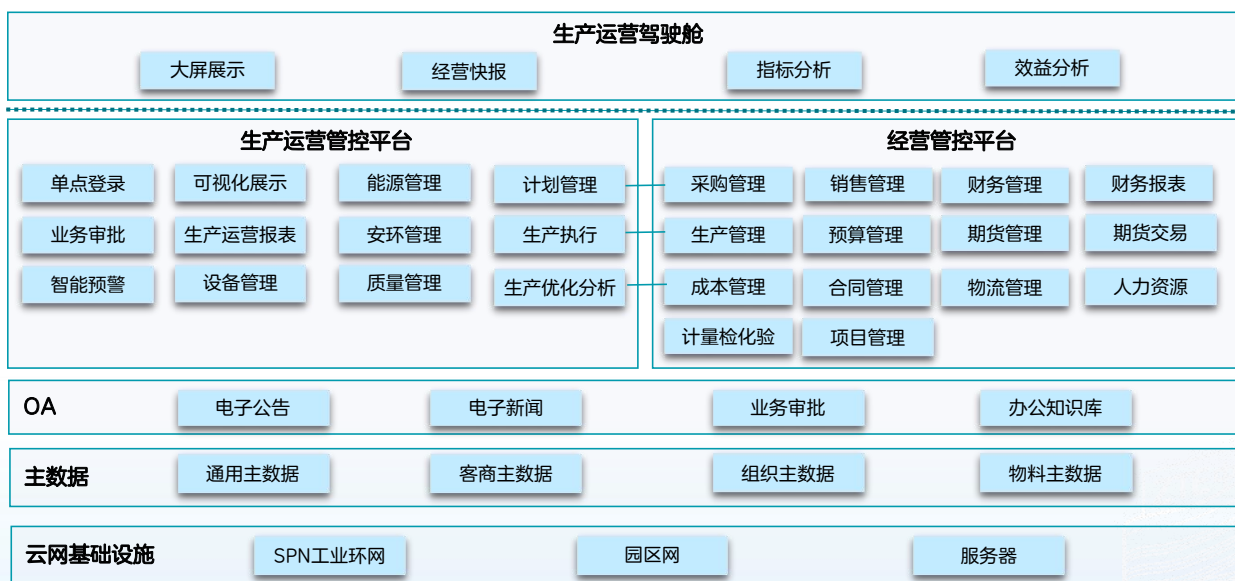 生产运营驾驶舱
大屏展示 经营快报 指标分析 效益分析
生产运营管控平台
单点登录 可视化展示 能源管理 计划管理
业务审批 生产运营报表 安环管理 生产执行
智能预警 设备管理 质量管理 生产优化分析
经营管控平台
采购管理 销售管理 财务管理 财务报表
生产管理 预算管理 期货管理 期货交易
成本管理 合同管理 物流管理 人力资源
计量检化验 项目管理
OA 电子公告 电子新闻 业务审批 办公知识库
主数据 通用主数据 客商主数据 组织主数据 物料主数据
云网基础设施 SPN工业环网 园区网 服务器